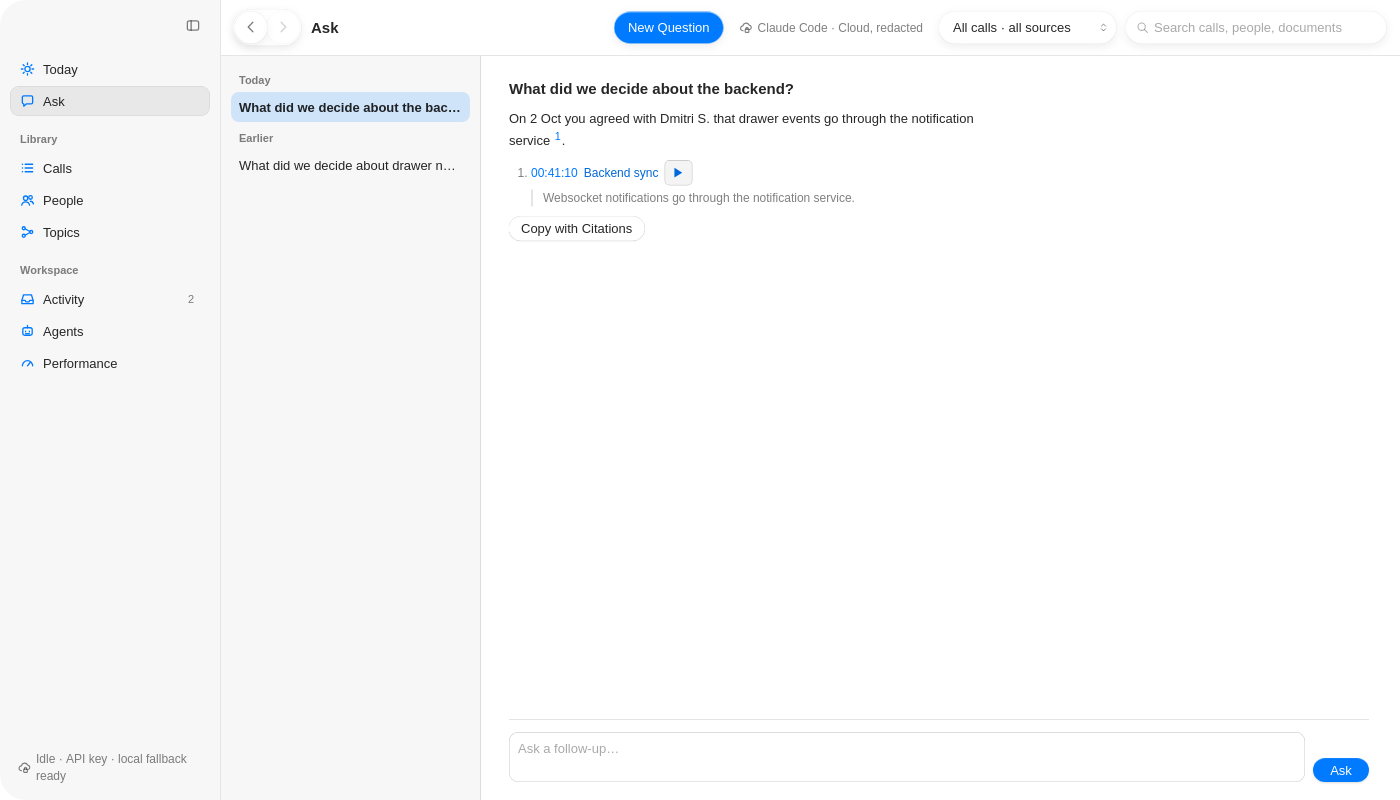 Today
Ask
Library
Calls
People
Topics
Workspace
Activity 2
Agents
Performance
Idle · API key · local fallback
ready
Ask
New Question
Claude Code · Cloud, redacted
All calls · all sources
Search calls, people, documents
Today
What did we decide about the bac…
Earlier
What did we decide about drawer n…
What did we decide about the backend?
On 2 Oct you agreed with Dmitri S. that drawer events go through the notification
service 1.
1. 00:41:10 Backend sync
Websocket notifications go through the notification service.
Copy with Citations
Ask a follow-up…
Ask